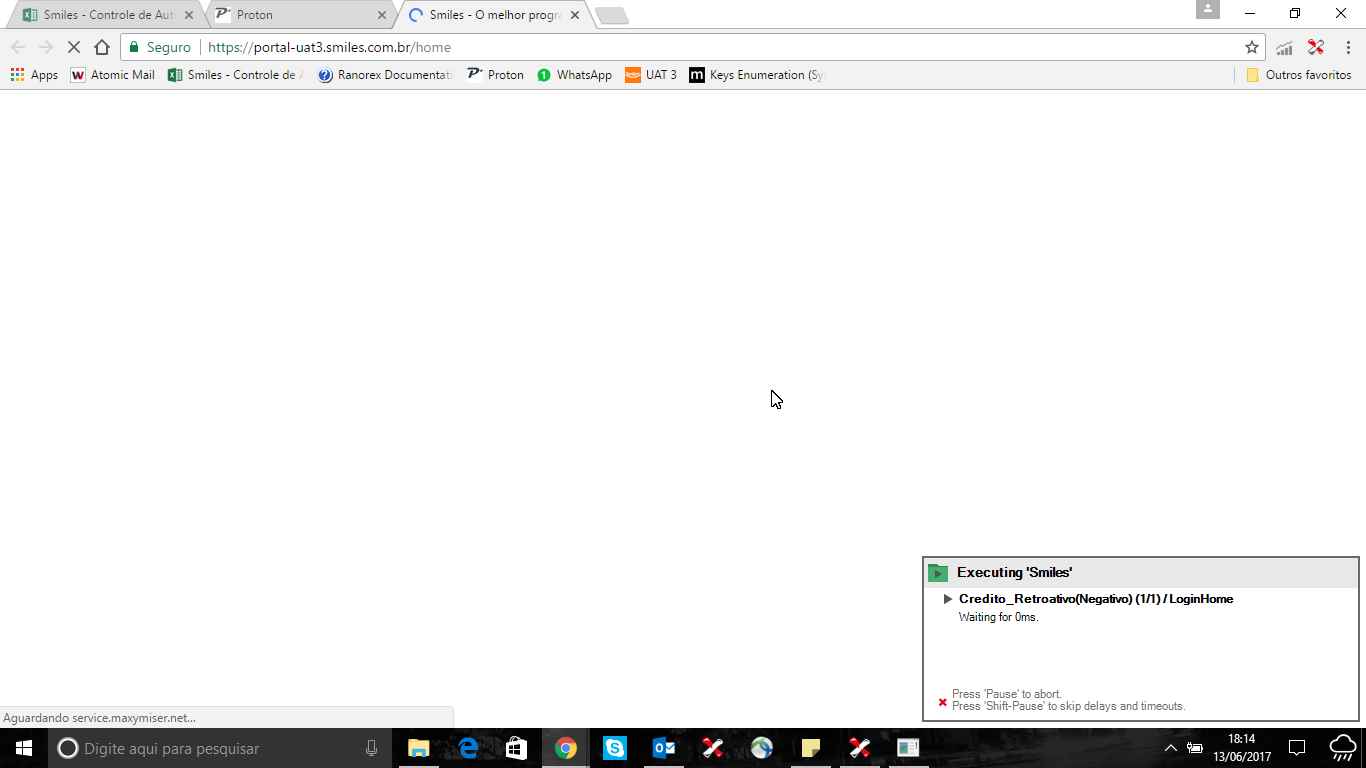 Smiles - Controle de Aut
Proton
Smiles - O melhor progr
Seguro
https://portal-uat3.smiles.com.br/home
Apps
Atomic Mail
Smiles - Controle de A
Ranorex Documentati
Proton
1
WhatsApp
UAT 3
m
Keys Enumeration (Sy
Outros favoritos
Executing 'Smiles'
Credito_Retroativo(Negativo) (1/1) / LoginHome
Waiting for 0ms.
Press 'Pause' to abort.
Press 'Shift-Pause' to skip delays and timeouts.
Aguardando service.maxymiser.net...
Digite aqui para pesquisar
18:14
13/06/2017